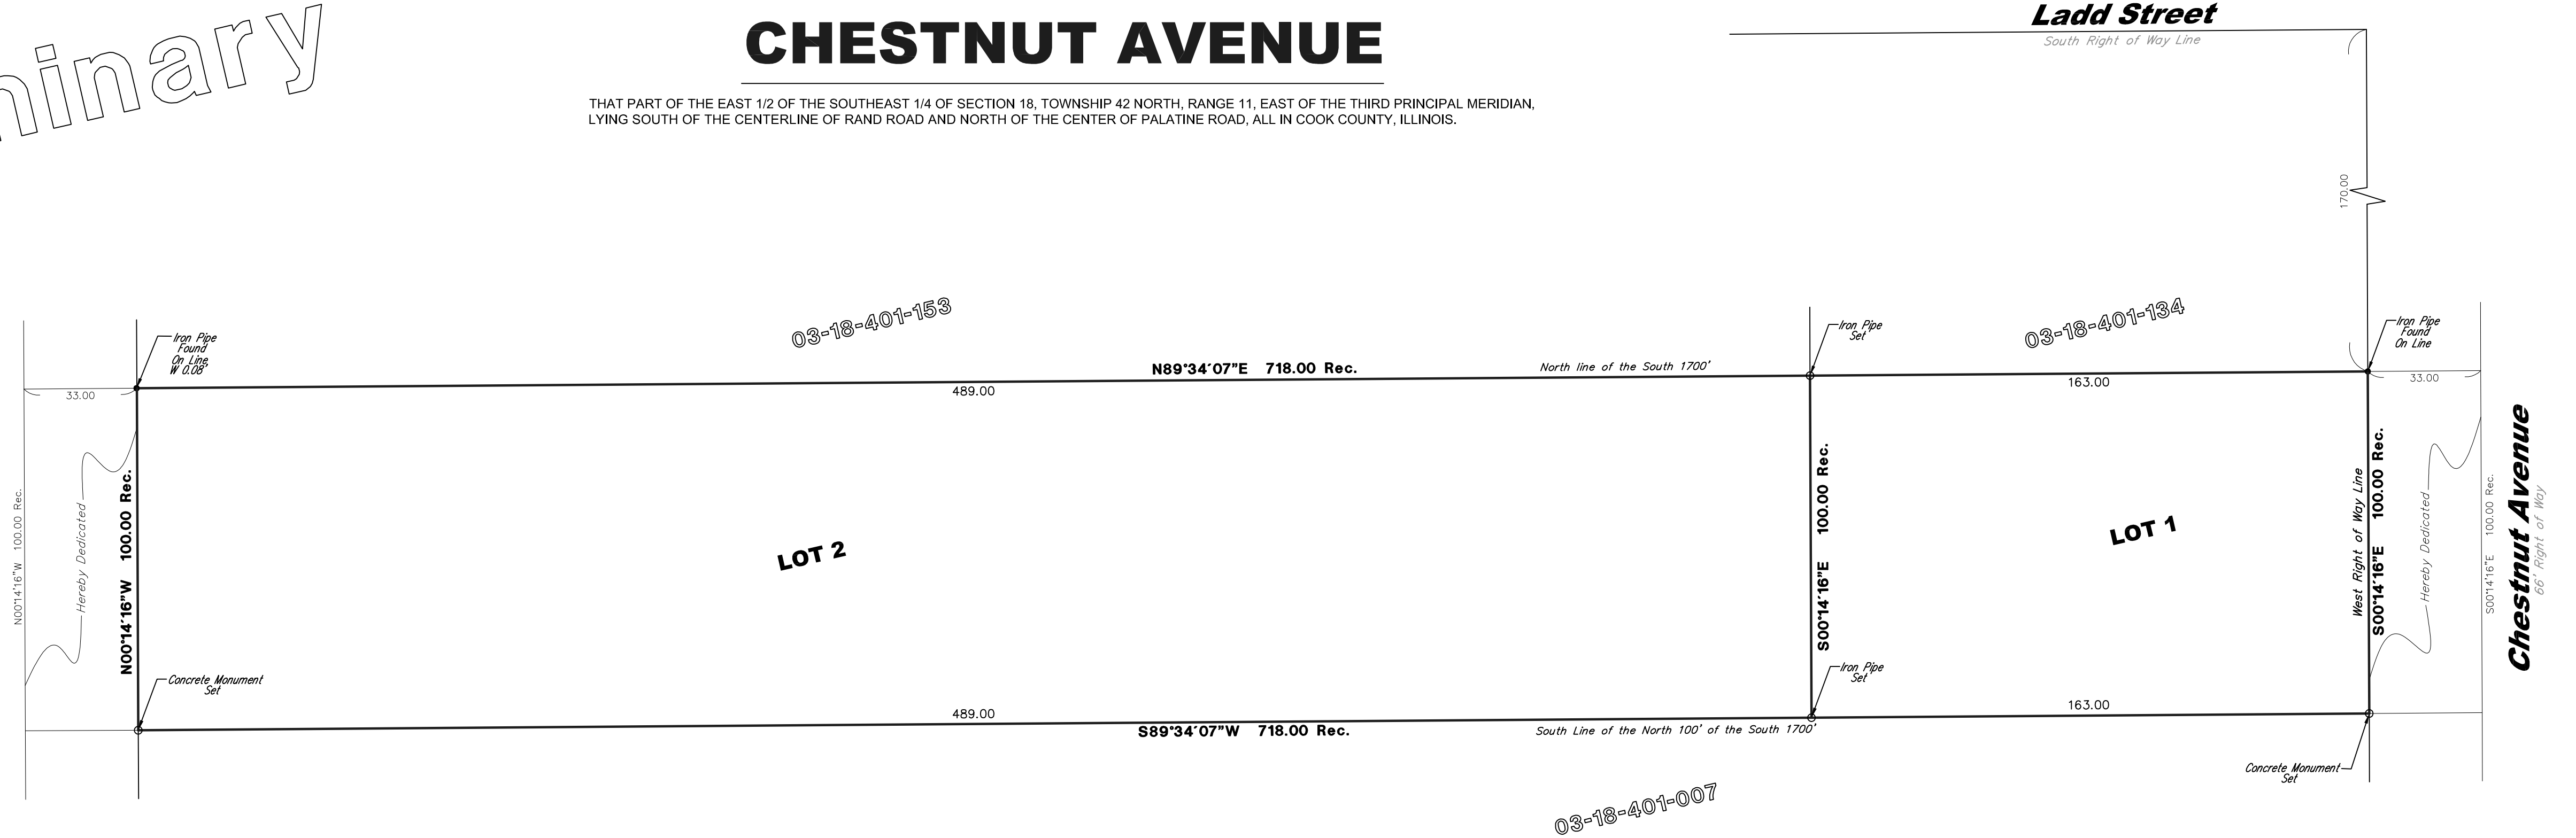 minary
CHESTNUT AVENUE
THAT PART OF THE EAST 1/2 OF THE SOUTHEAST 1/4 OF SECTION 18, TOWNSHIP 42 NORTH, RANGE 11, EAST OF THE THIRD PRINCIPAL MERIDIAN,
LYING SOUTH OF THE CENTERLINE OF RAND ROAD AND NORTH OF THE CENTER OF PALATINE ROAD, ALL IN COOK COUNTY, ILLINOIS.
Ladd Street
South Right of Way Line
170.00
03-18-401-153
03-18-401-134
Iron Pipe
Found
On Line
W 0.08'
Iron Pipe
Set
Iron Pipe
Found
On Line
N89°34'07"E 718.00 Rec.
North line of the South 1700'
33.00
489.00
163.00
33.00
N00°14'16"W 100.00 Rec.
Hereby Dedicated
N00°14'16"W 100.00 Rec.
LOT 2
S00°14'16"E 100.00 Rec.
LOT 1
West Right of Way Line
S00°14'16"E 100.00 Rec.
Hereby Dedicated
S00°14'16"E 100.00 Rec.
Chestnut Avenue
66' Right of Way
Concrete Monument
Set
Iron Pipe
Set
489.00
163.00
S89°34'07"W 718.00 Rec.
South Line of the North 100' of the South 1700'
Concrete Monument
Set
03-18-401-007